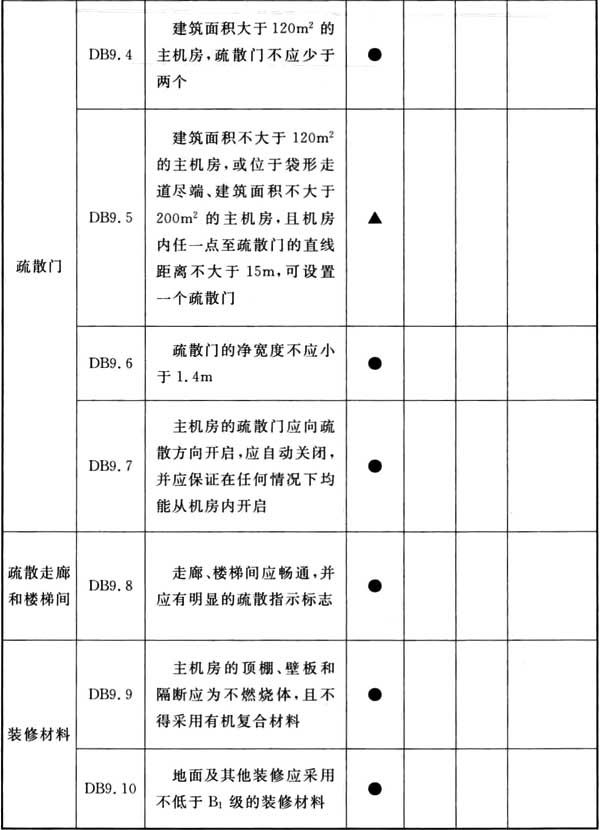 疏散门
DB9.4
建筑面积大于120m² 的
主机房,疏散门不应少于
两个
●
DB9.5
建筑面积不大于 120m²
的主机房,或位于袋形走
道尽端、建筑面积不大于
200m² 的主机房,且机房
内任一点至疏散门的直线
距离不大于 15m,可设置
一个疏散门
▲
DB9.6
疏散门的净宽度不应小
于 1.4m
●
DB9.7
主机房的疏散门应向疏
散方向开启,应自动关闭,
并应保证在任何情况下均
能从机房内开启
●
疏散走廊
和楼梯间
DB9.8
走廊、楼梯间应畅通,并
应有明显的疏散指示标志
●
装修材料
DB9.9
主机房的顶棚、壁板和
隔断应为不燃烧体,且不
得采用有机复合材料
●
DB9.10
地面及其他装修应采用
不低于 B₁ 级的装修材料
●